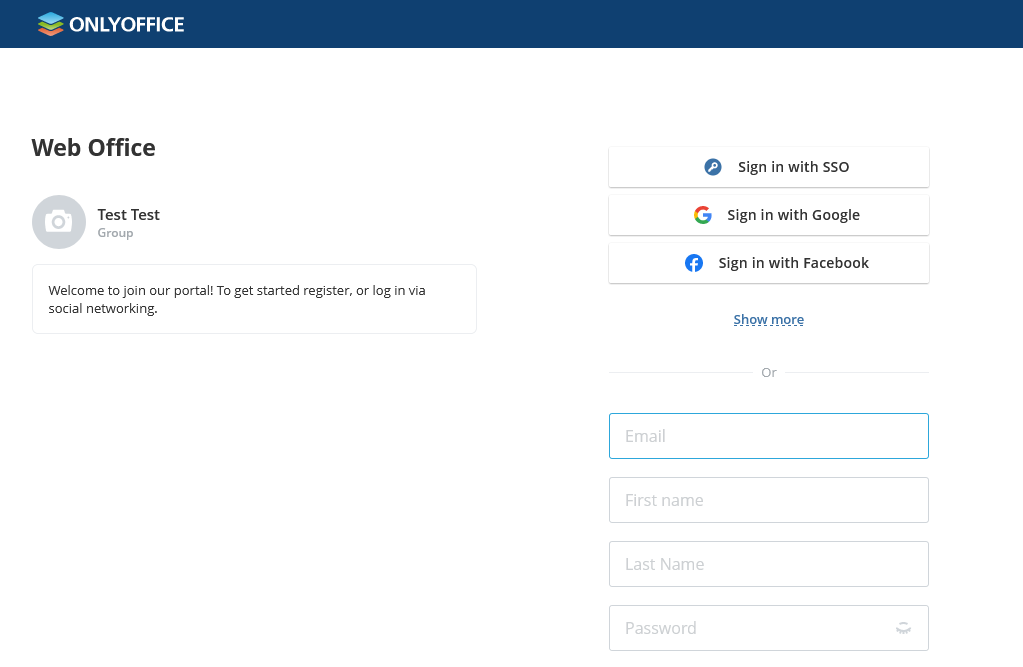 ONLYOFFICE
Web Office
Test Test
Group
Welcome to join our portal! To get started register, or log in via
social networking.
Sign in with SSO
Sign in with Google
Sign in with Facebook
Show more
Or
Email
First name
Last Name
Password